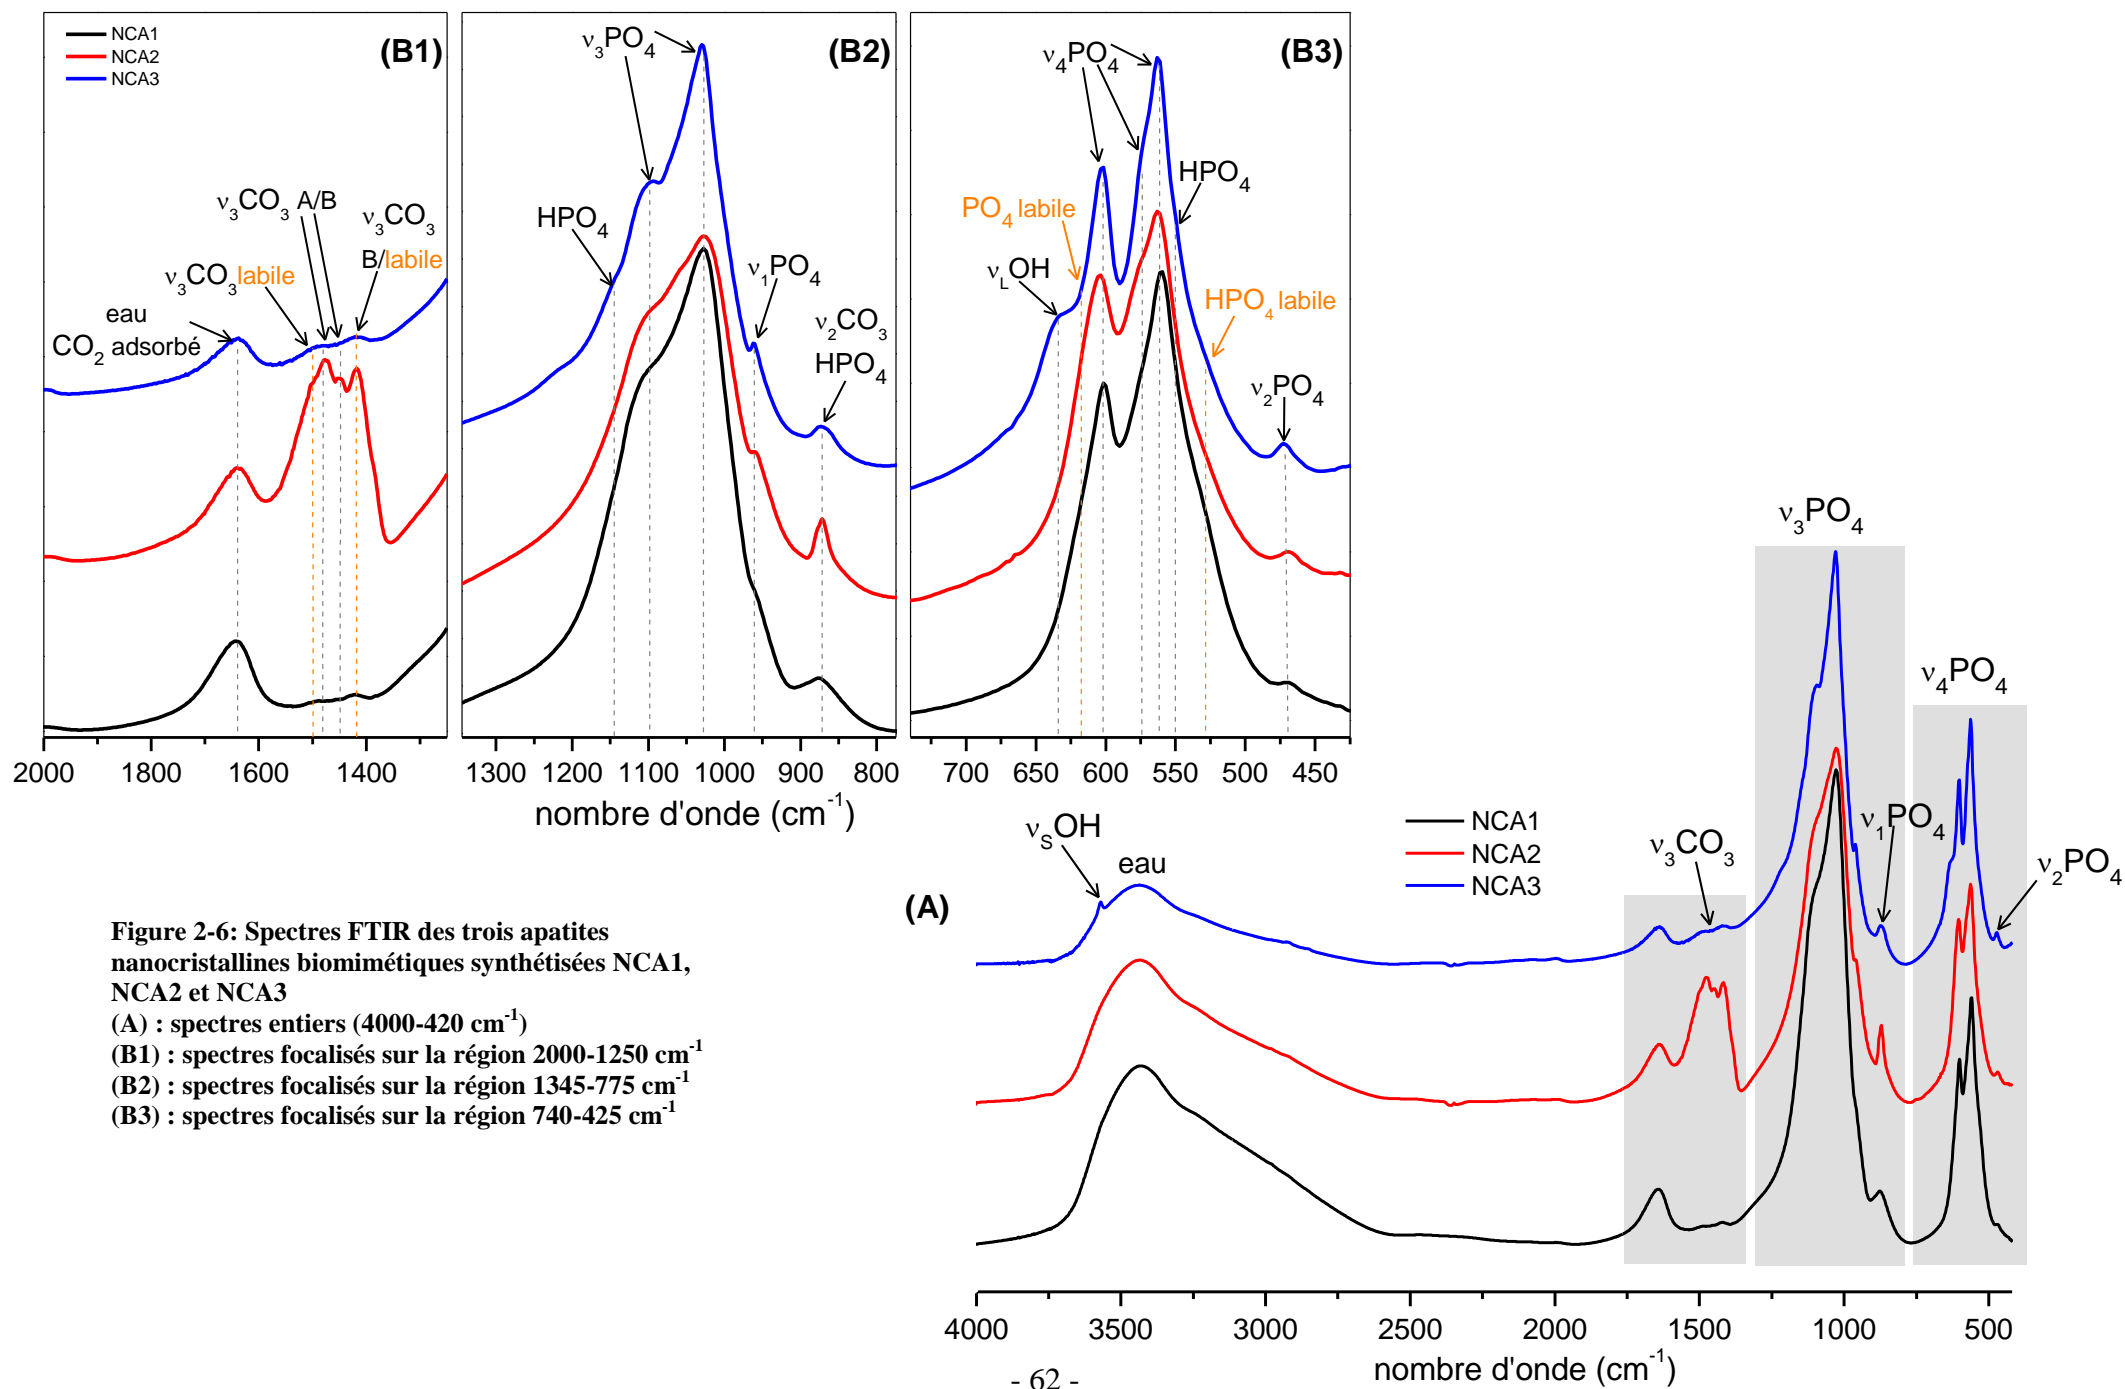 NCA1
NCA2
NCA3
(B1)
ν3CO3 A/B
ν3CO3
B/labile
ν3CO3 labile
eau
CO2 adsorbé
2000 1800 1600 1400
(B2)
ν3PO4
HPO4
ν1PO4
ν2CO3
HPO4
1300 1200 1100 1000 900 800
nombre d'onde (cm-1)
(B3)
ν4PO4
HPO4
PO4 labile
νLOH
HPO4 labile
ν2PO4
700 650 600 550 500 450
(A)
νSOH
eau
NCA1
NCA2
NCA3
ν3CO3
ν3PO4
ν1PO4
ν4PO4
ν2PO4
4000 3500 3000 2500 2000 1500 1000 500
nombre d'onde (cm-1)
Figure 2-6: Spectres FTIR des trois apatites
nanocristallines biomimétiques synthétisées NCA1,
NCA2 et NCA3
(A) : spectres entiers (4000-420 cm-1)
(B1) : spectres focalisés sur la région 2000-1250 cm-1
(B2) : spectres focalisés sur la région 1345-775 cm-1
(B3) : spectres focalisés sur la région 740-425 cm-1
- 62 -